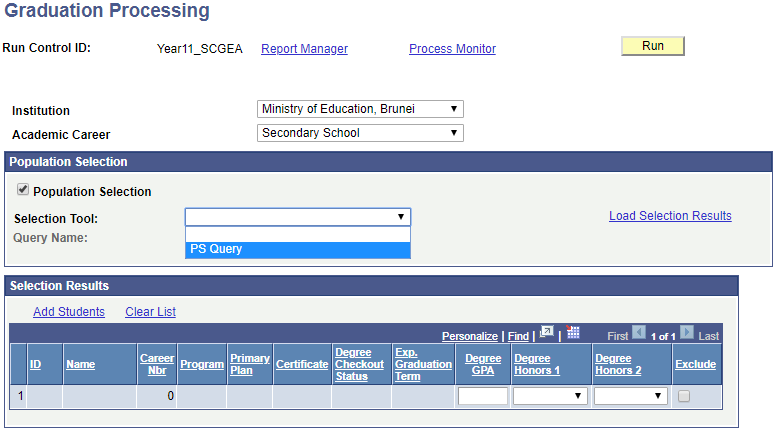 Graduation Processing
Run Control ID: Year11_SCGEA Report Manager Process Monitor Run
Institution Ministry of Education, Brunei
Academic Career Secondary School
Population Selection
Population Selection
Selection Tool: Load Selection Results
Query Name: PS Query
Selection Results
Add Students Clear List
Personalize | Find | | First 1 of 1 Last
ID Name Career Nbr Program Primary Plan Certificate Degree Checkout Status Exp. Graduation Term Degree GPA Degree Honors 1 Degree Honors 2 Exclude
1 0